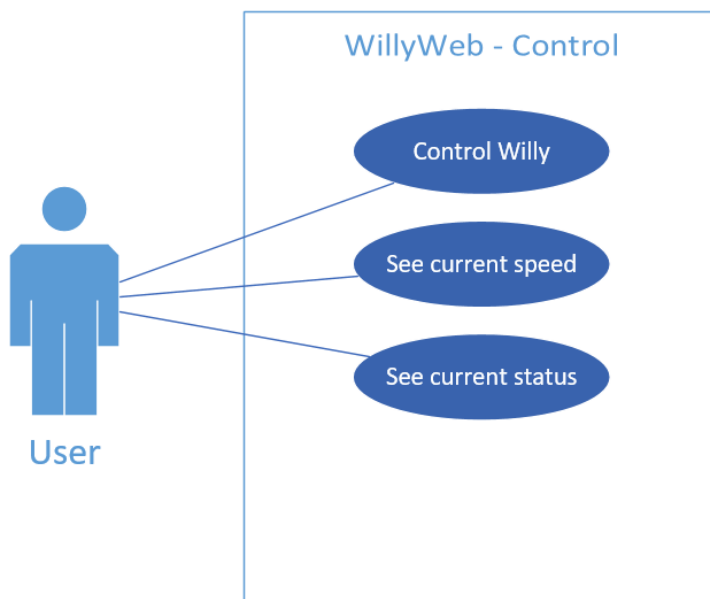 WillyWeb - Control
Control Willy
See current speed
See current status
User